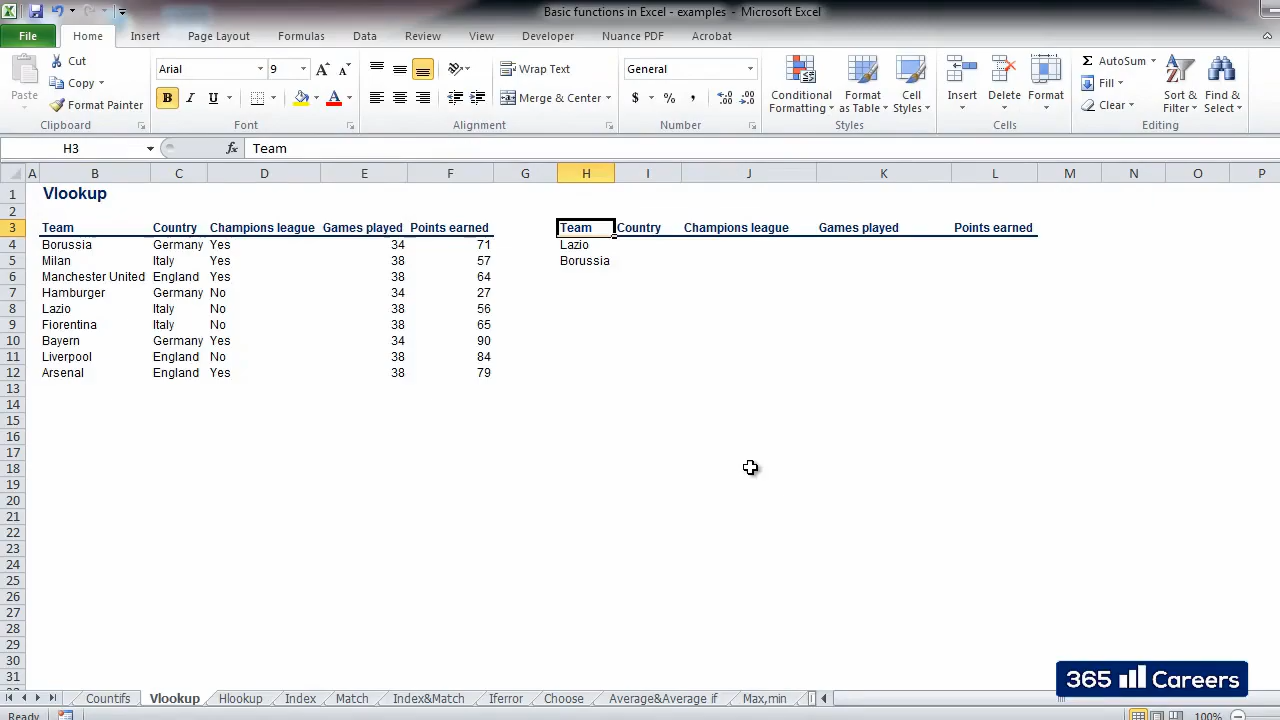 Basic functions in Excel - examples - Microsoft Excel
File Home Insert Page Layout Formulas Data Review View Developer Nuance PDF Acrobat
Paste Cut Copy Format Painter
Arial 9 A A
B I U A
Wrap Text Merge & Center
General
$ % ,
Conditional Formatting Format as Table Cell Styles
Insert Delete Format
Σ AutoSum Fill Clear Sort & Filter Find & Select
Clipboard Font Alignment Number Styles Cells Editing
H3 fx Team
A B C D E F G H I J K L M N O P
1 Vlookup
2
3 Team Country Champions league Games played Points earned Team Country Champions league Games played Points earned
4 Borussia Germany Yes 34 71 Lazio
5 Milan Italy Yes 38 57 Borussia
6 Manchester United England Yes 38 64
7 Hamburger Germany No 34 27
8 Lazio Italy No 38 56
9 Fiorentina Italy No 38 65
10 Bayern Germany Yes 34 90
11 Liverpool England No 38 84
12 Arsenal England Yes 38 79
13
14
15
16
17
18
19
20
21
22
23
24
25
26
27
28
29
30
31
365 Careers
Countifs Vlookup Hlookup Index Match Index&Match Iferror Choose Average&Average if Max,min
Ready 100%